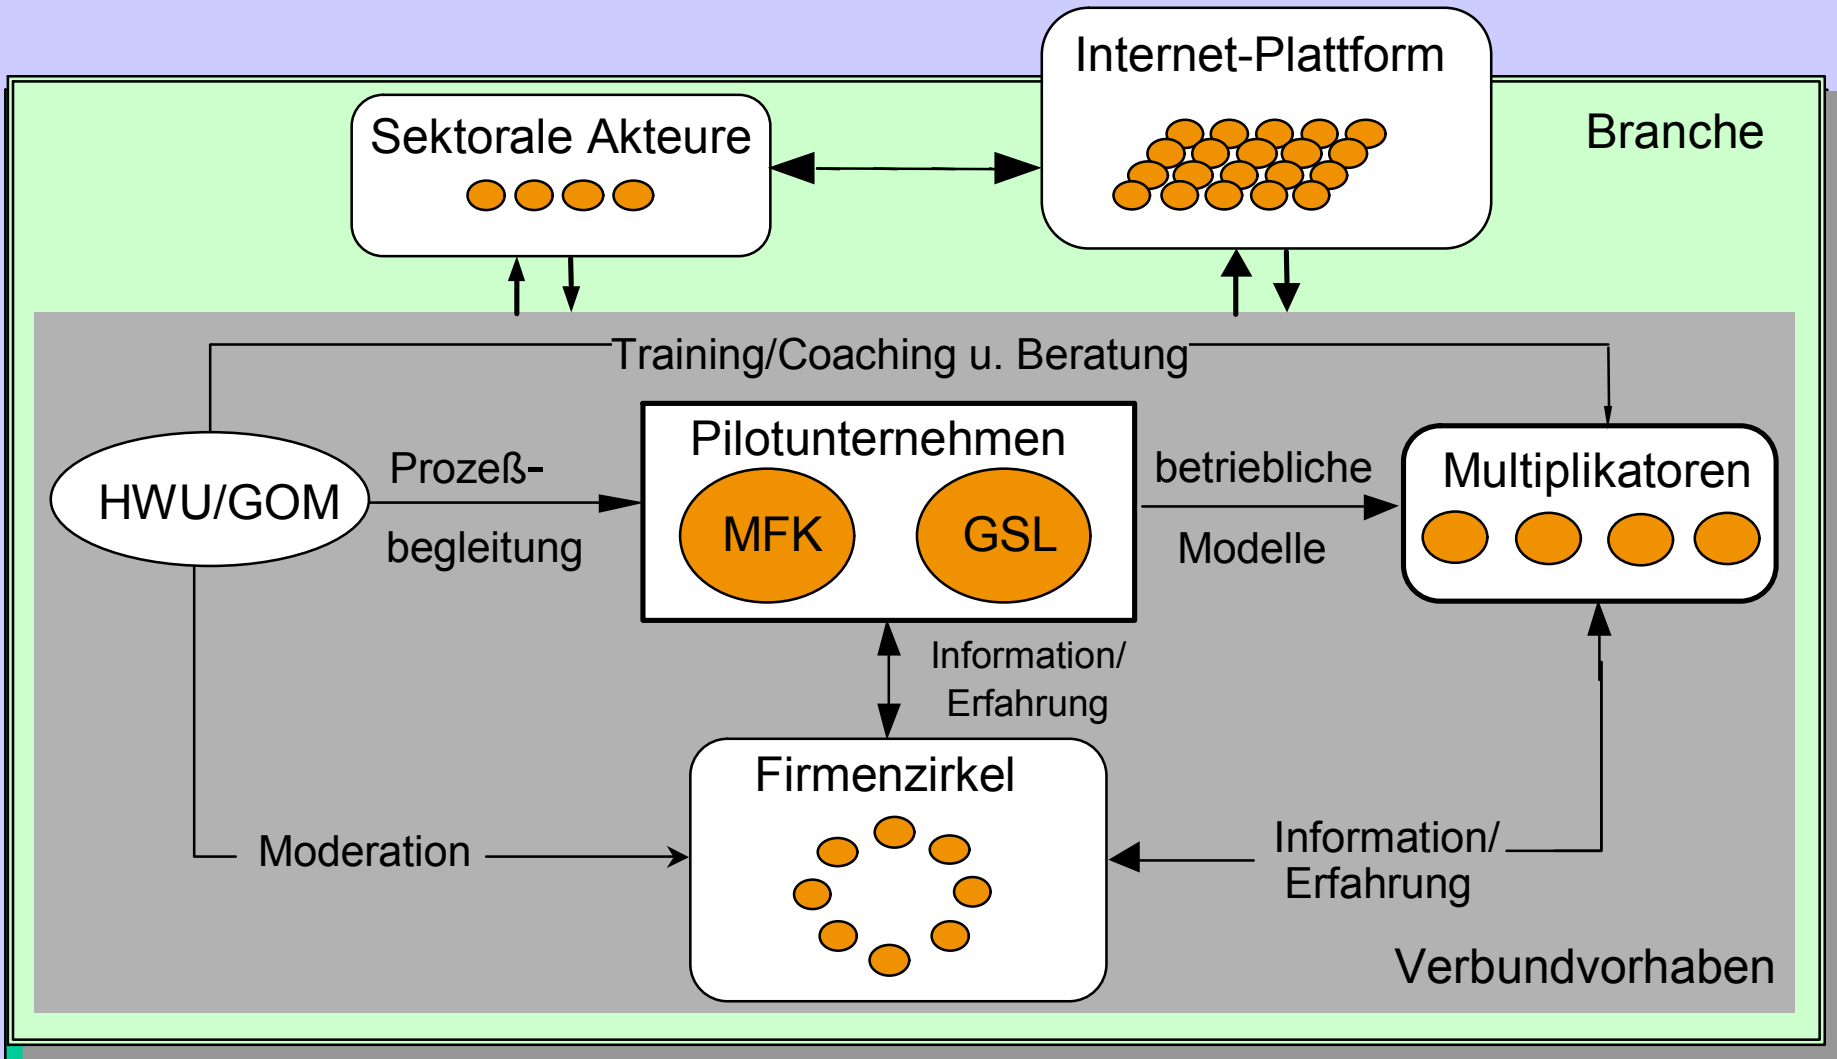 Internet-Plattform
Sektorale Akteure
Branche
Training/Coaching u. Beratung
Pilotunternehmen
Prozeß-
betriebliche
Multiplikatoren
HWU/GOM
MFK
GSL
begleitung
Modelle
Information/
Erfahrung
Firmenzirkel
Moderation
Information/
Erfahrung
Verbundvorhaben